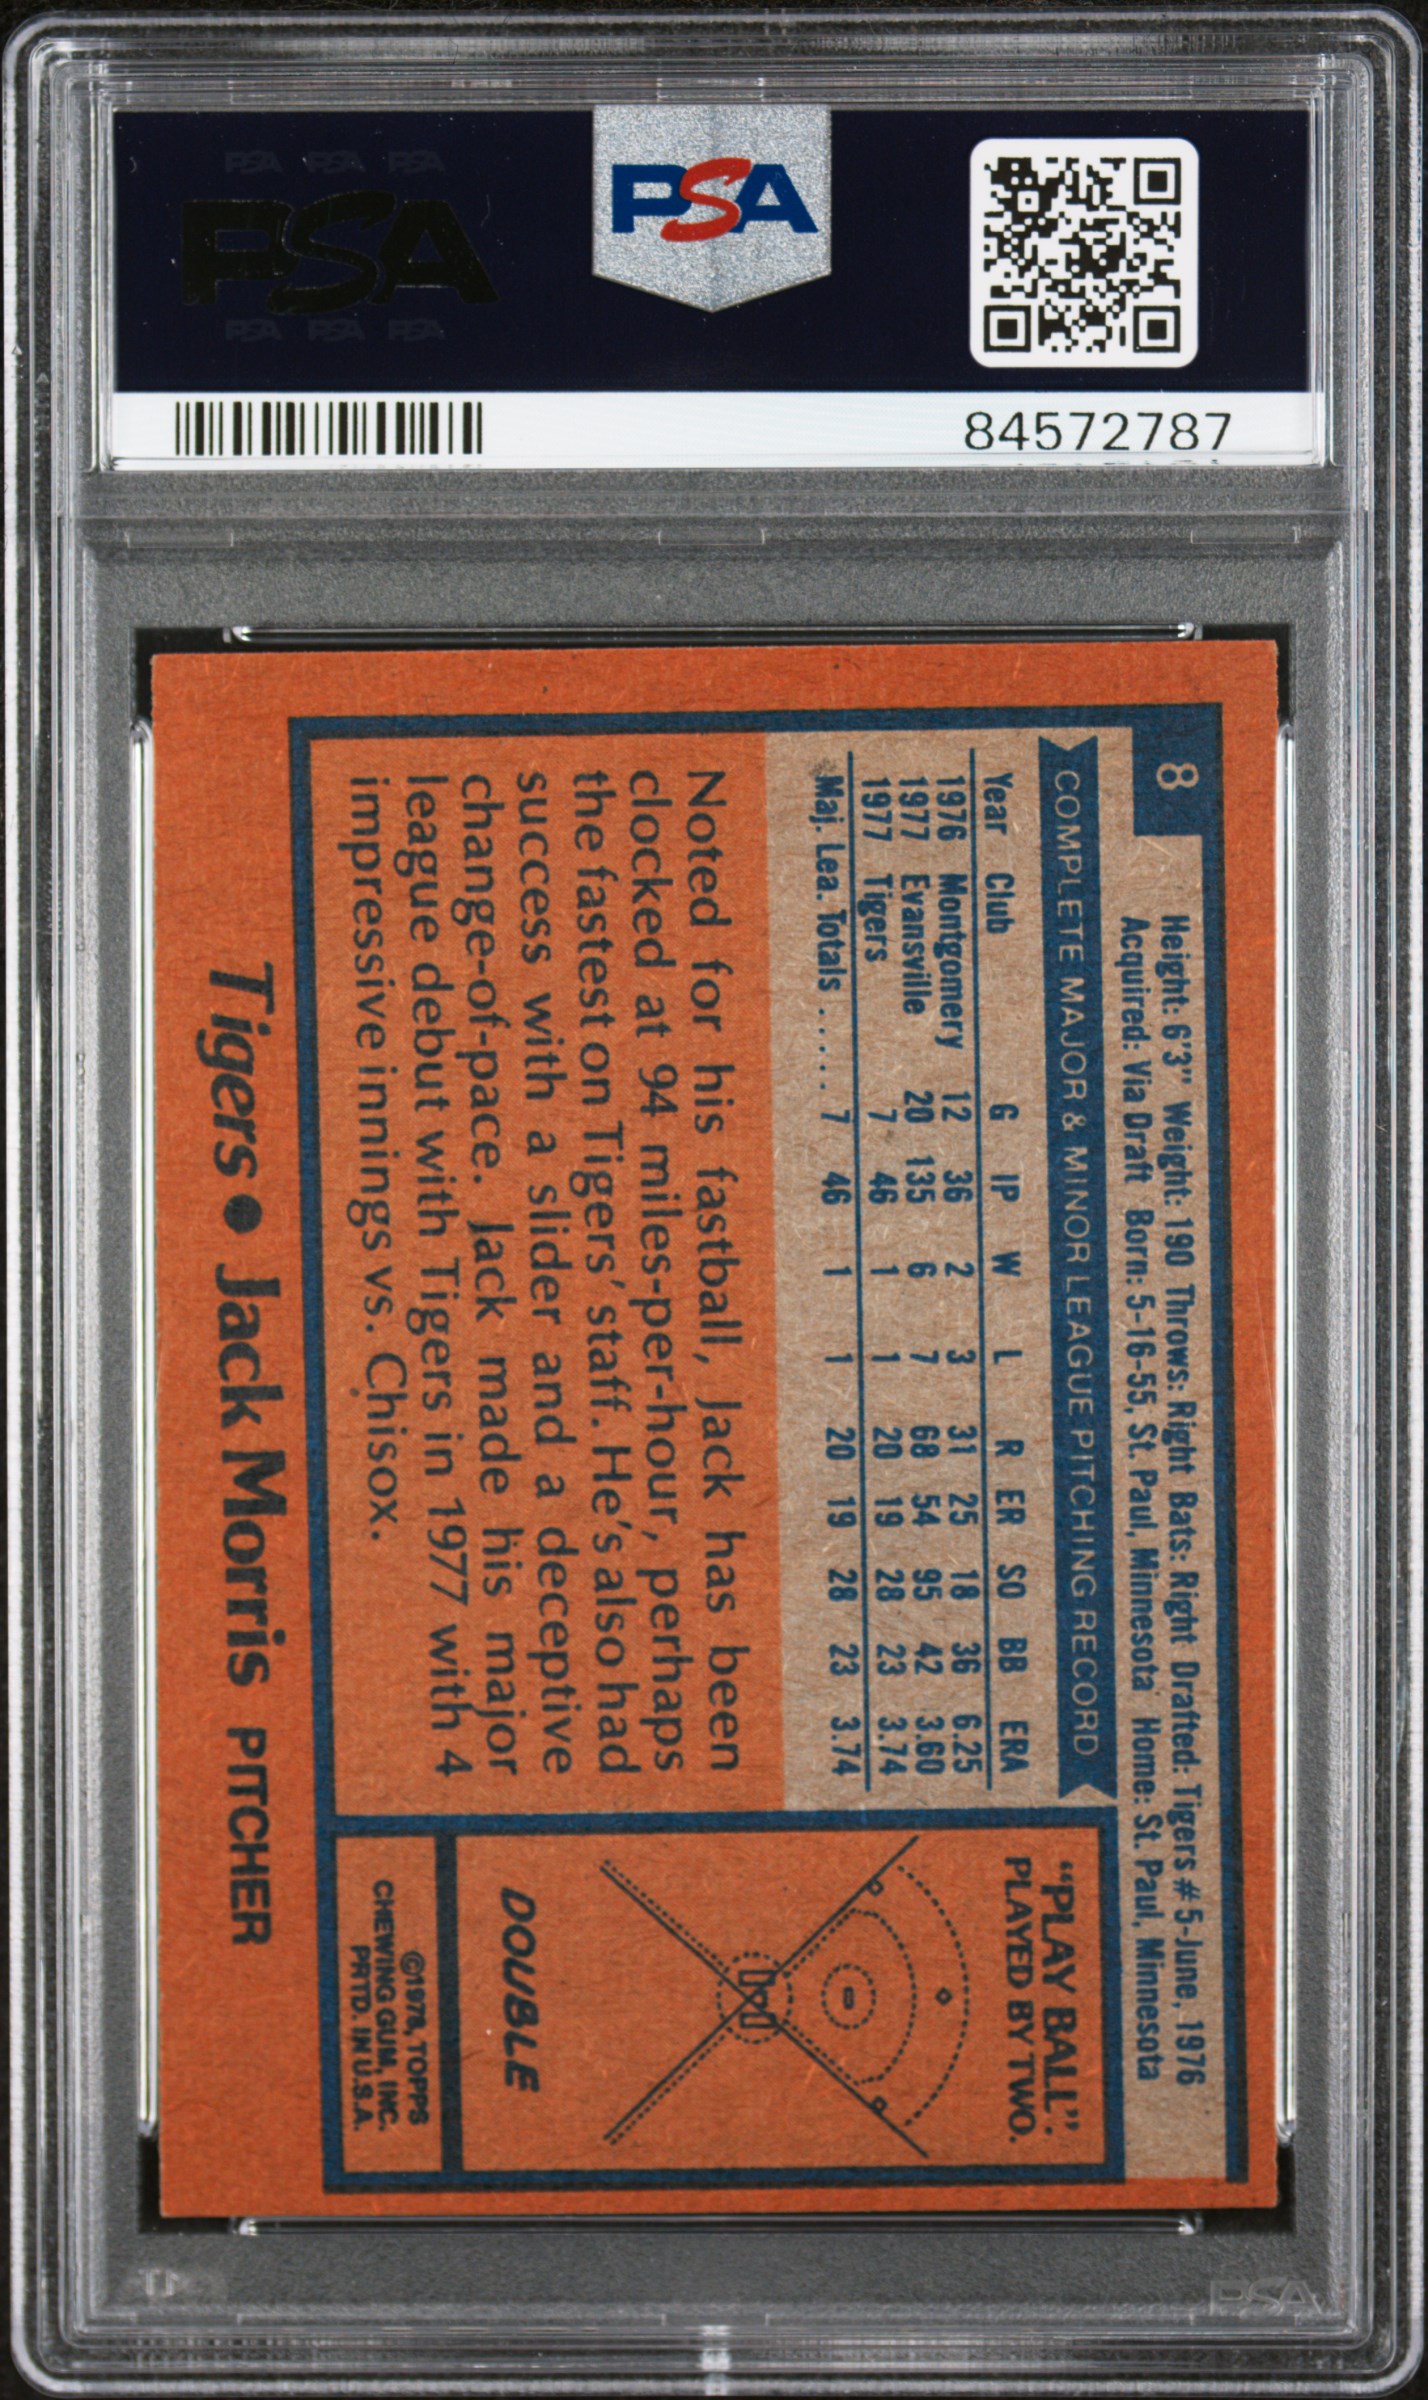 PSA PSA PSA
PSA
PSA PSA PSA
PSA
84572787
8
Height: 6'3" Weight: 190 Throws: Right Bats: Right Drafted: Tigers #5-June, 1976
Acquired: Via Draft Born: 5-16-55, St. Paul, Minnesota Home: St. Paul, Minnesota
COMPLETE MAJOR & MINOR LEAGUE PITCHING RECORD
Year Club G IP W L R ER SO BB ERA
1976 Montgomery 12 36 2 3 31 25 18 36 6.25
1977 Evansville 20 135 6 7 68 54 95 42 3.60
1977 Tigers 7 46 1 1 20 19 28 23 3.74
Maj. Lea. Totals ..... 7 46 1 1 20 19 28 23 3.74
Noted for his fastball, Jack has been
clocked at 94 miles-per-hour, perhaps
the fastest on Tigers' staff. He's also had
success with a slider and a deceptive
change-of-pace. Jack made his major
league debut with Tigers in 1977 with 4
impressive innings vs. Chisox.
"PLAY BALL":
PLAYED BY TWO.
DOUBLE
©1978, TOPPS
CHEWING GUM, INC.
PRTD. IN U.S.A.
Tigers • Jack Morris PITCHER
PSA